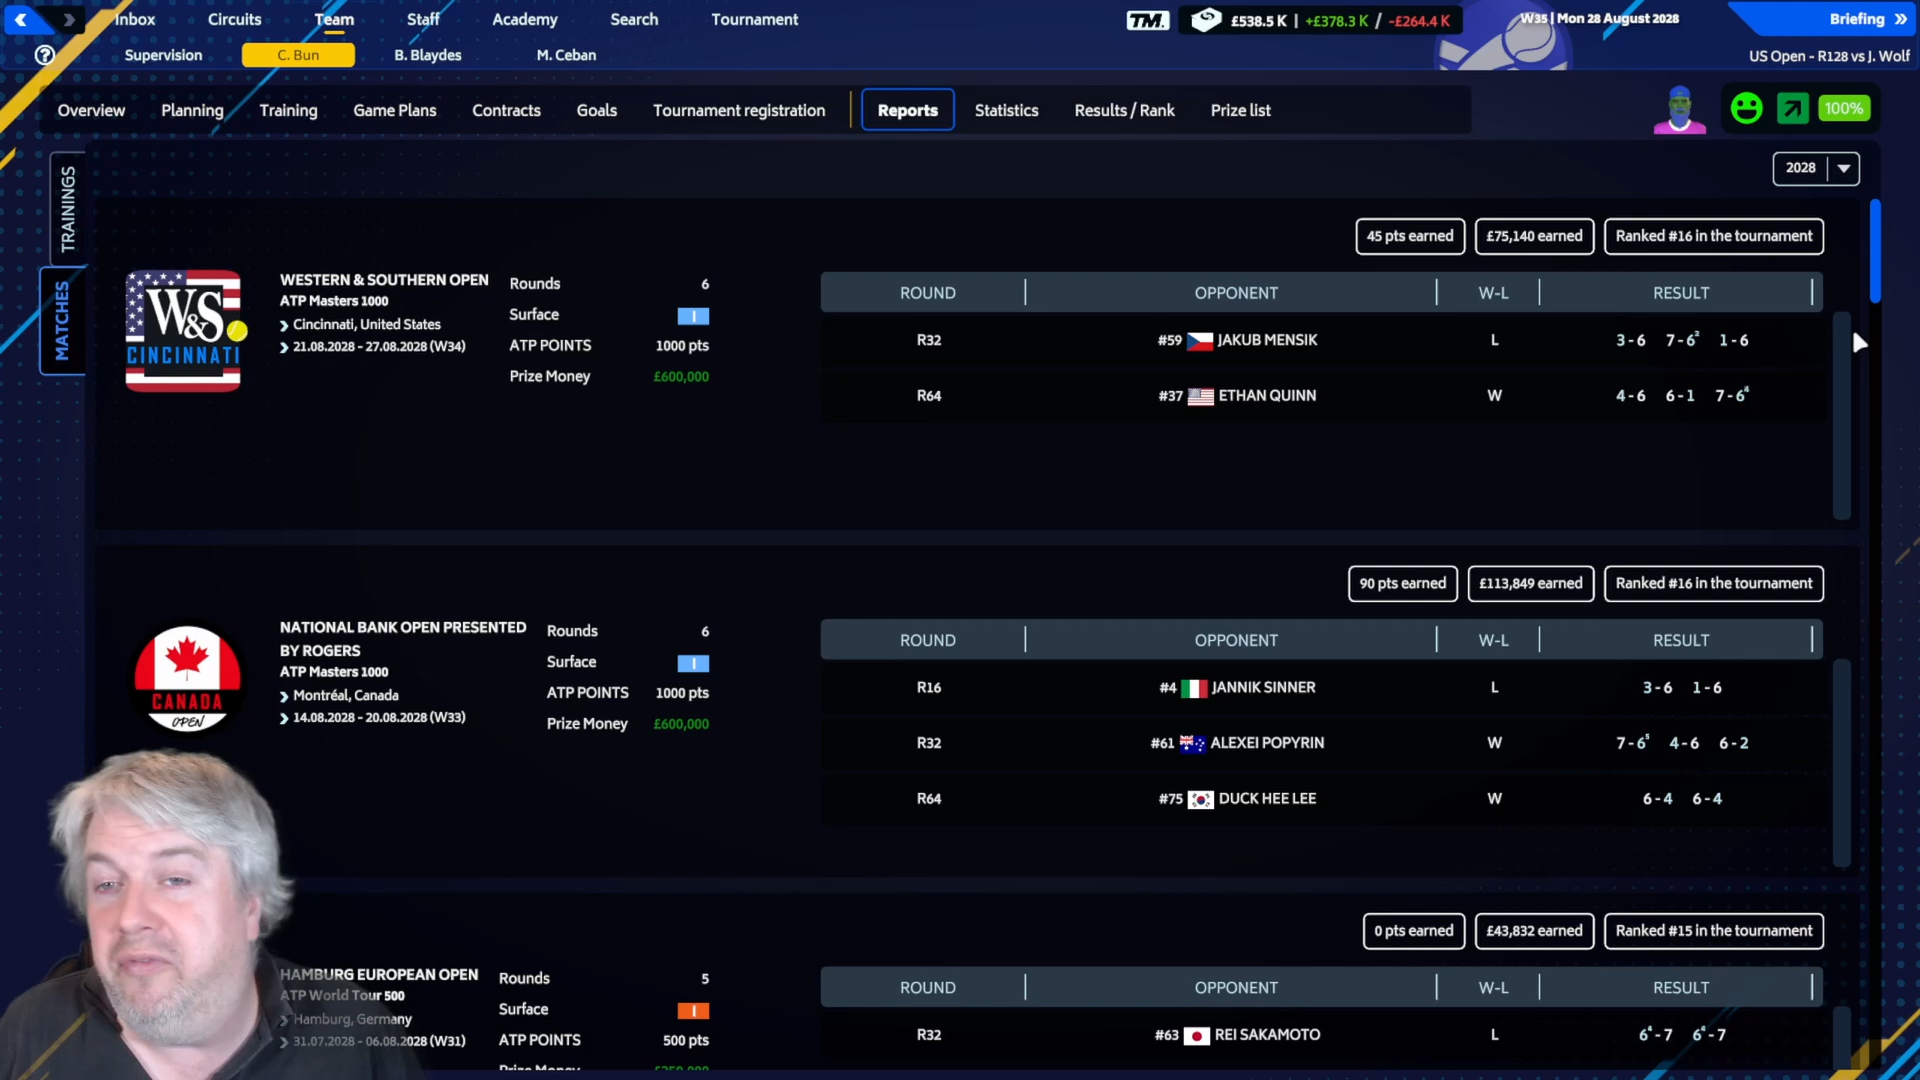 Inbox Circuits Team Staff Academy Search Tournament
TM. £538.5 K | +£378.3 K / -£264.4 K W35 | Mon 28 August 2028 Briefing
Supervision C. Bun B. Blaydes M. Ceban US Open - R128 vs J. Wolf
Overview Planning Training Game Plans Contracts Goals Tournament registration Reports Statistics Results / Rank Prize list 100%
TRAININGS
MATCHES
2028
45 pts earned £75,140 earned Ranked #16 in the tournament
W&S
CINCINNATI
WESTERN & SOUTHERN OPEN
ATP Masters 1000
Cincinnati, United States
21.08.2028 - 27.08.2028 (W34)
Rounds 6
Surface I
ATP POINTS 1000 pts
Prize Money £600,000
ROUND OPPONENT W-L RESULT
R32 #59 JAKUB MENSIK L 3-6 7-6² 1-6
R64 #37 ETHAN QUINN W 4-6 6-1 7-6⁴
90 pts earned £113,849 earned Ranked #16 in the tournament
CANADA
OPEN
NATIONAL BANK OPEN PRESENTED
BY ROGERS
ATP Masters 1000
Montréal, Canada
14.08.2028 - 20.08.2028 (W33)
Rounds 6
Surface I
ATP POINTS 1000 pts
Prize Money £600,000
ROUND OPPONENT W-L RESULT
R16 #4 JANNIK SINNER L 3-6 1-6
R32 #61 ALEXEI POPYRIN W 7-6⁵ 4-6 6-2
R64 #75 DUCK HEE LEE W 6-4 6-4
0 pts earned £43,832 earned Ranked #15 in the tournament
HAMBURG EUROPEAN OPEN
ATP World Tour 500
Hamburg, Germany
31.07.2028 - 06.08.2028 (W31)
Rounds 5
Surface I
ATP POINTS 500 pts
Prize Money
ROUND OPPONENT W-L RESULT
R32 #63 REI SAKAMOTO L 6⁴-7 6⁴-7